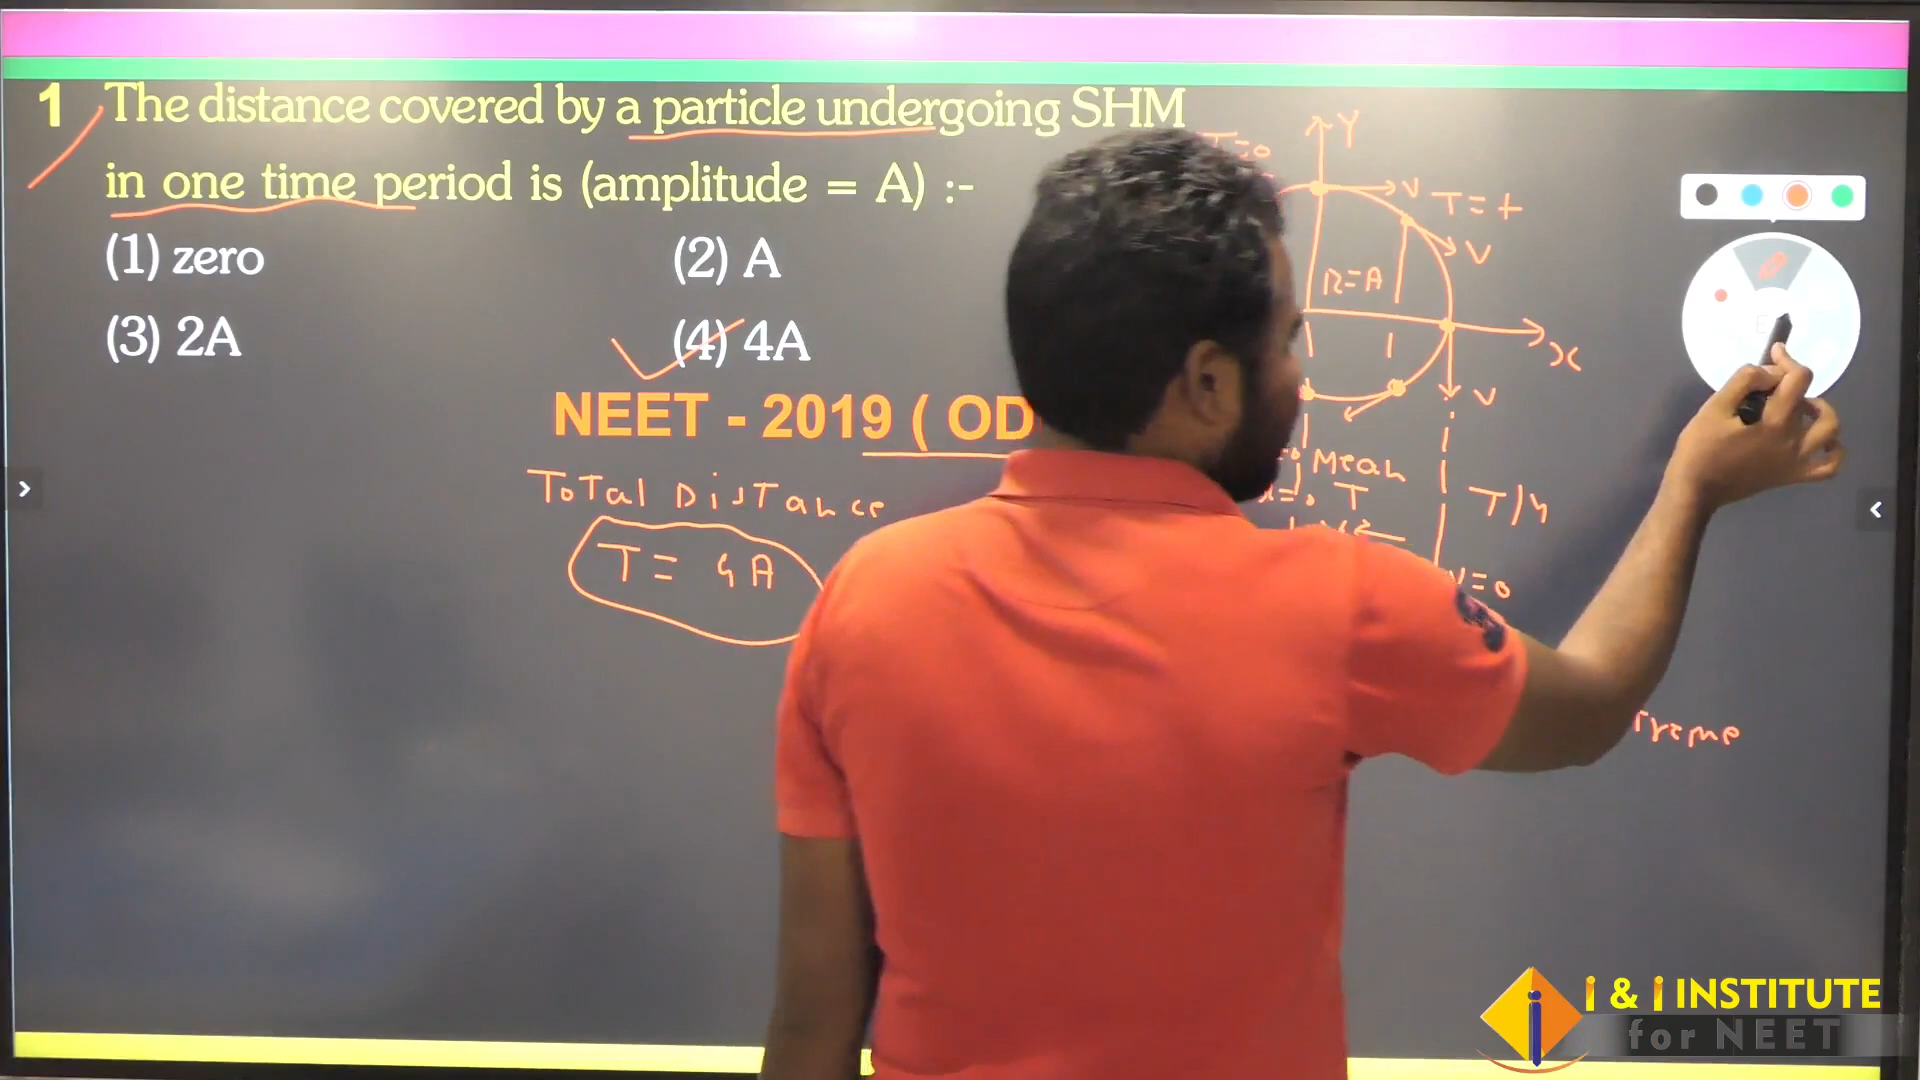 1 The distance covered by a particle undergoing SHM
in one time period is (amplitude = A) :-
(1) zero
(2) A
(3) 2A
(4) 4A
NEET - 2019 ( OD
Total Distance
T = 4A
T=0
Y
v
T = t
v
R=A
x
v
Mean
T
T/4
v=0
treme
i & i INSTITUTE
for NEET